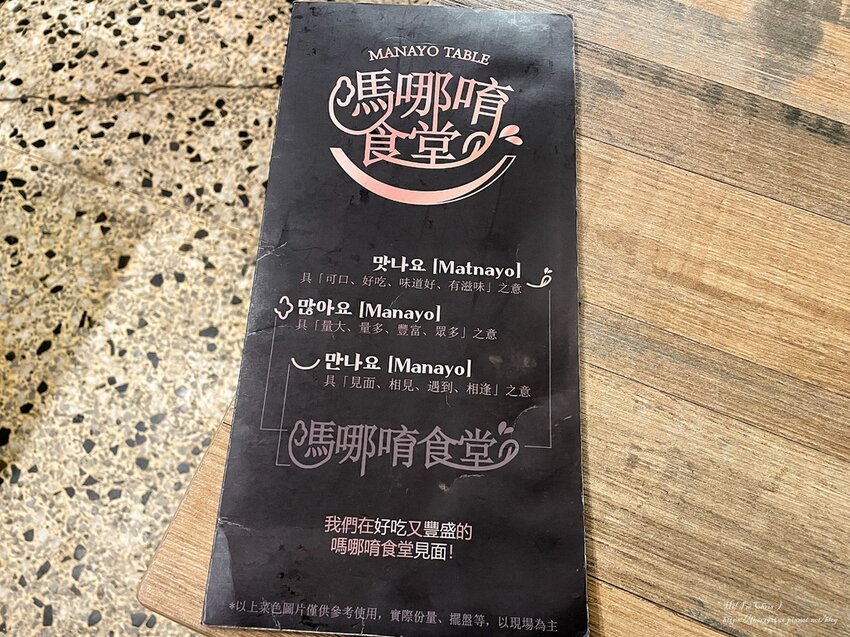 MANAYO TABLE
嗎哪唷
食堂
맛나요 [Matnayo]
具「可口、好吃、味道好、有滋味」之意
많아요 [Manayo]
具「量大、量多、豐富、眾多」之意
만나요 [Manayo]
具「見面、相見、遇到、相逢」之意
嗎哪唷食堂
我們在好吃又豐盛的
嗎哪唷食堂見面!
*以上菜色圖片僅供參考使用，實際份量、擺盤等，以現場為主